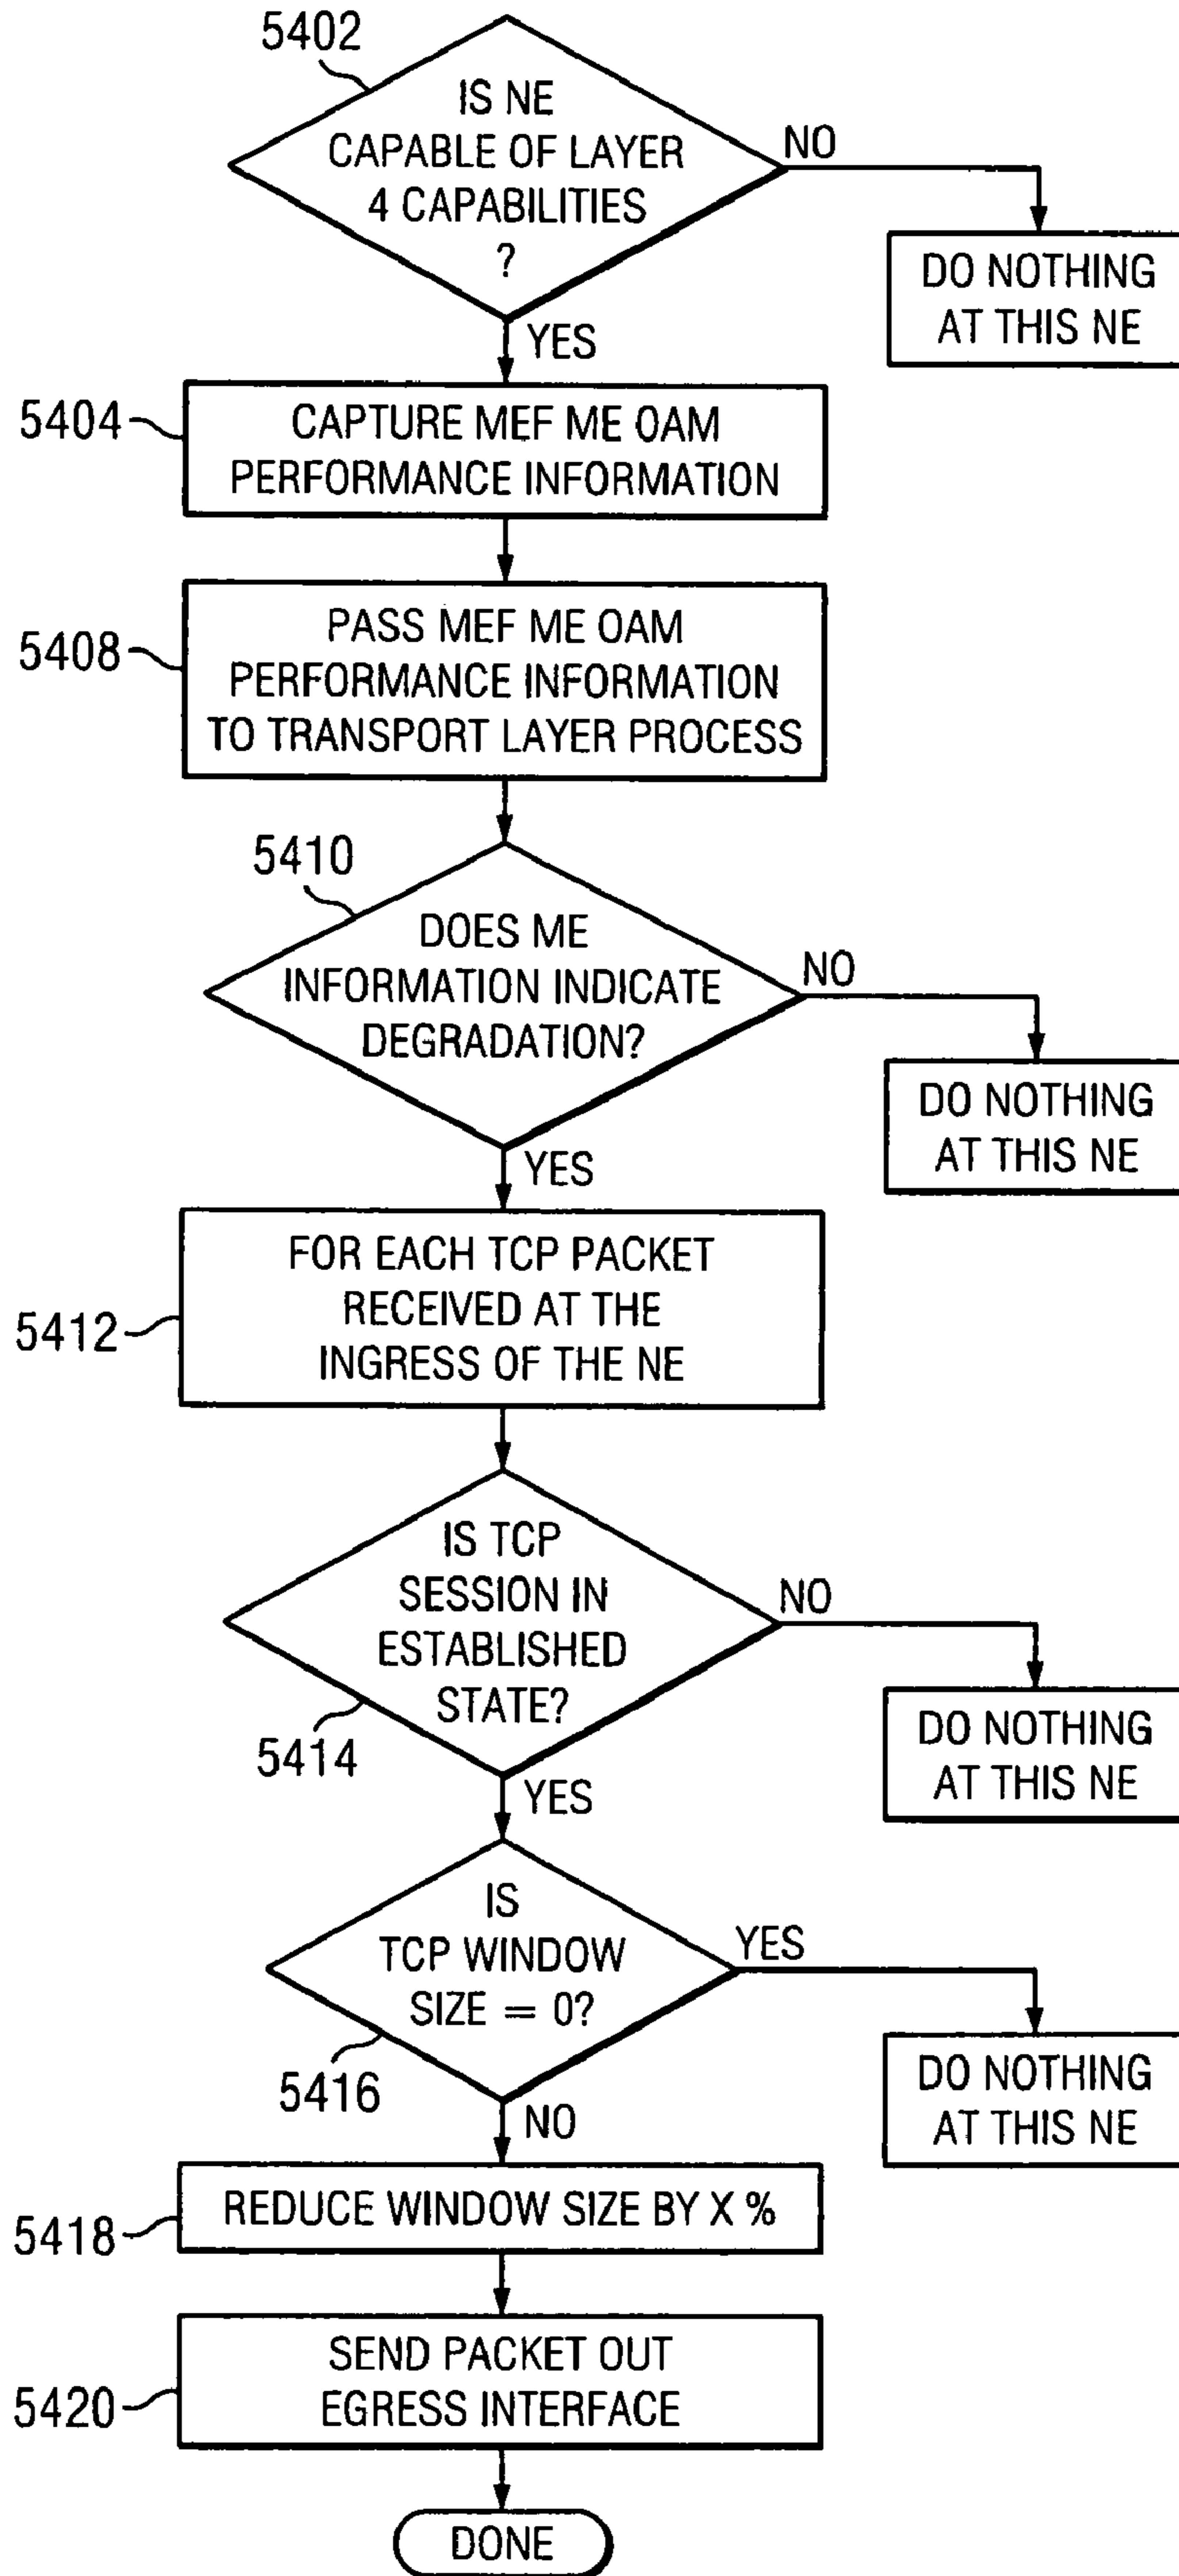 5402
IS NE
CAPABLE OF LAYER
4 CAPABILITIES
?
NO
DO NOTHING
AT THIS NE
YES
5404
CAPTURE MEF ME OAM
PERFORMANCE INFORMATION
5408
PASS MEF ME OAM
PERFORMANCE INFORMATION
TO TRANSPORT LAYER PROCESS
5410
DOES ME
INFORMATION INDICATE
DEGRADATION?
NO
DO NOTHING
AT THIS NE
YES
5412
FOR EACH TCP PACKET
RECEIVED AT THE
INGRESS OF THE NE
IS TCP
SESSION IN
ESTABLISHED
STATE?
5414
NO
DO NOTHING
AT THIS NE
YES
IS
TCP WINDOW
SIZE = 0?
5416
YES
DO NOTHING
AT THIS NE
NO
5418
REDUCE WINDOW SIZE BY X %
5420
SEND PACKET OUT
EGRESS INTERFACE
DONE